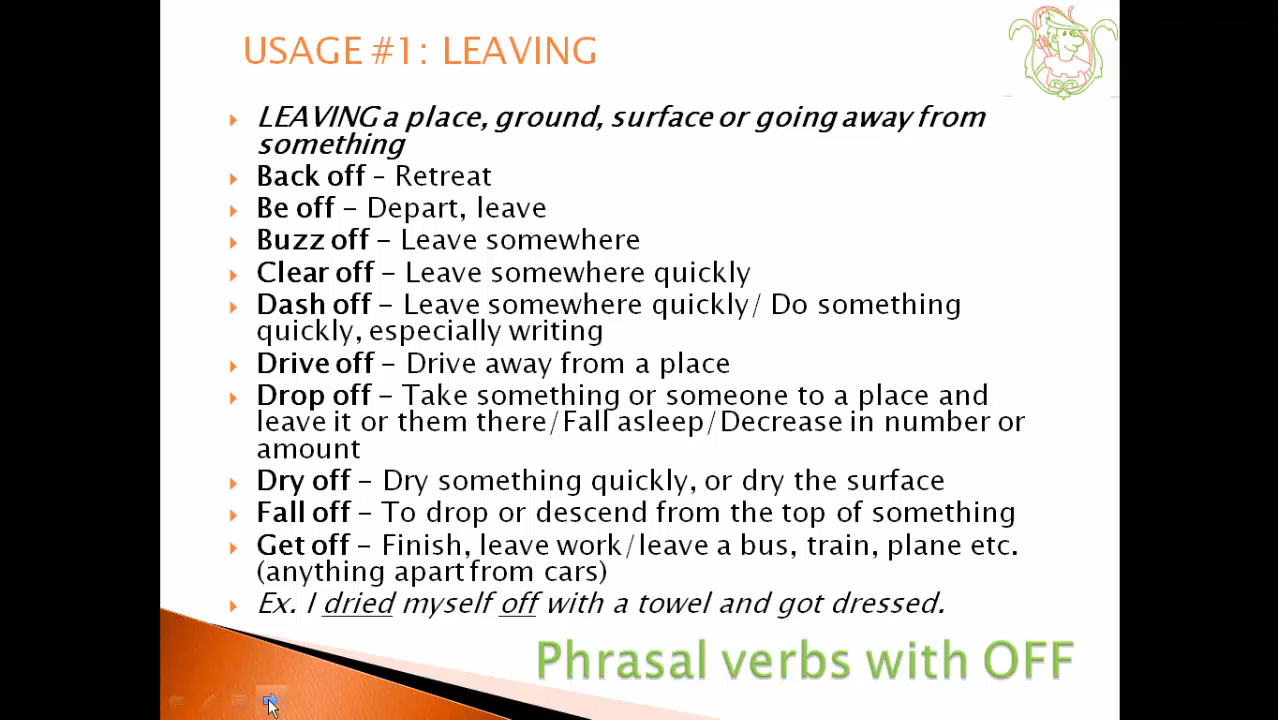 USAGE #1: LEAVING
LEAVING a place, ground, surface or going away from
something
Back off – Retreat
Be off – Depart, leave
Buzz off – Leave somewhere
Clear off – Leave somewhere quickly
Dash off – Leave somewhere quickly/ Do something
quickly, especially writing
Drive off – Drive away from a place
Drop off – Take something or someone to a place and
leave it or them there/Fall asleep/Decrease in number or
amount
Dry off – Dry something quickly, or dry the surface
Fall off – To drop or descend from the top of something
Get off – Finish, leave work/leave a bus, train, plane etc.
(anything apart from cars)
Ex. I dried myself off with a towel and got dressed.
Phrasal verbs with OFF